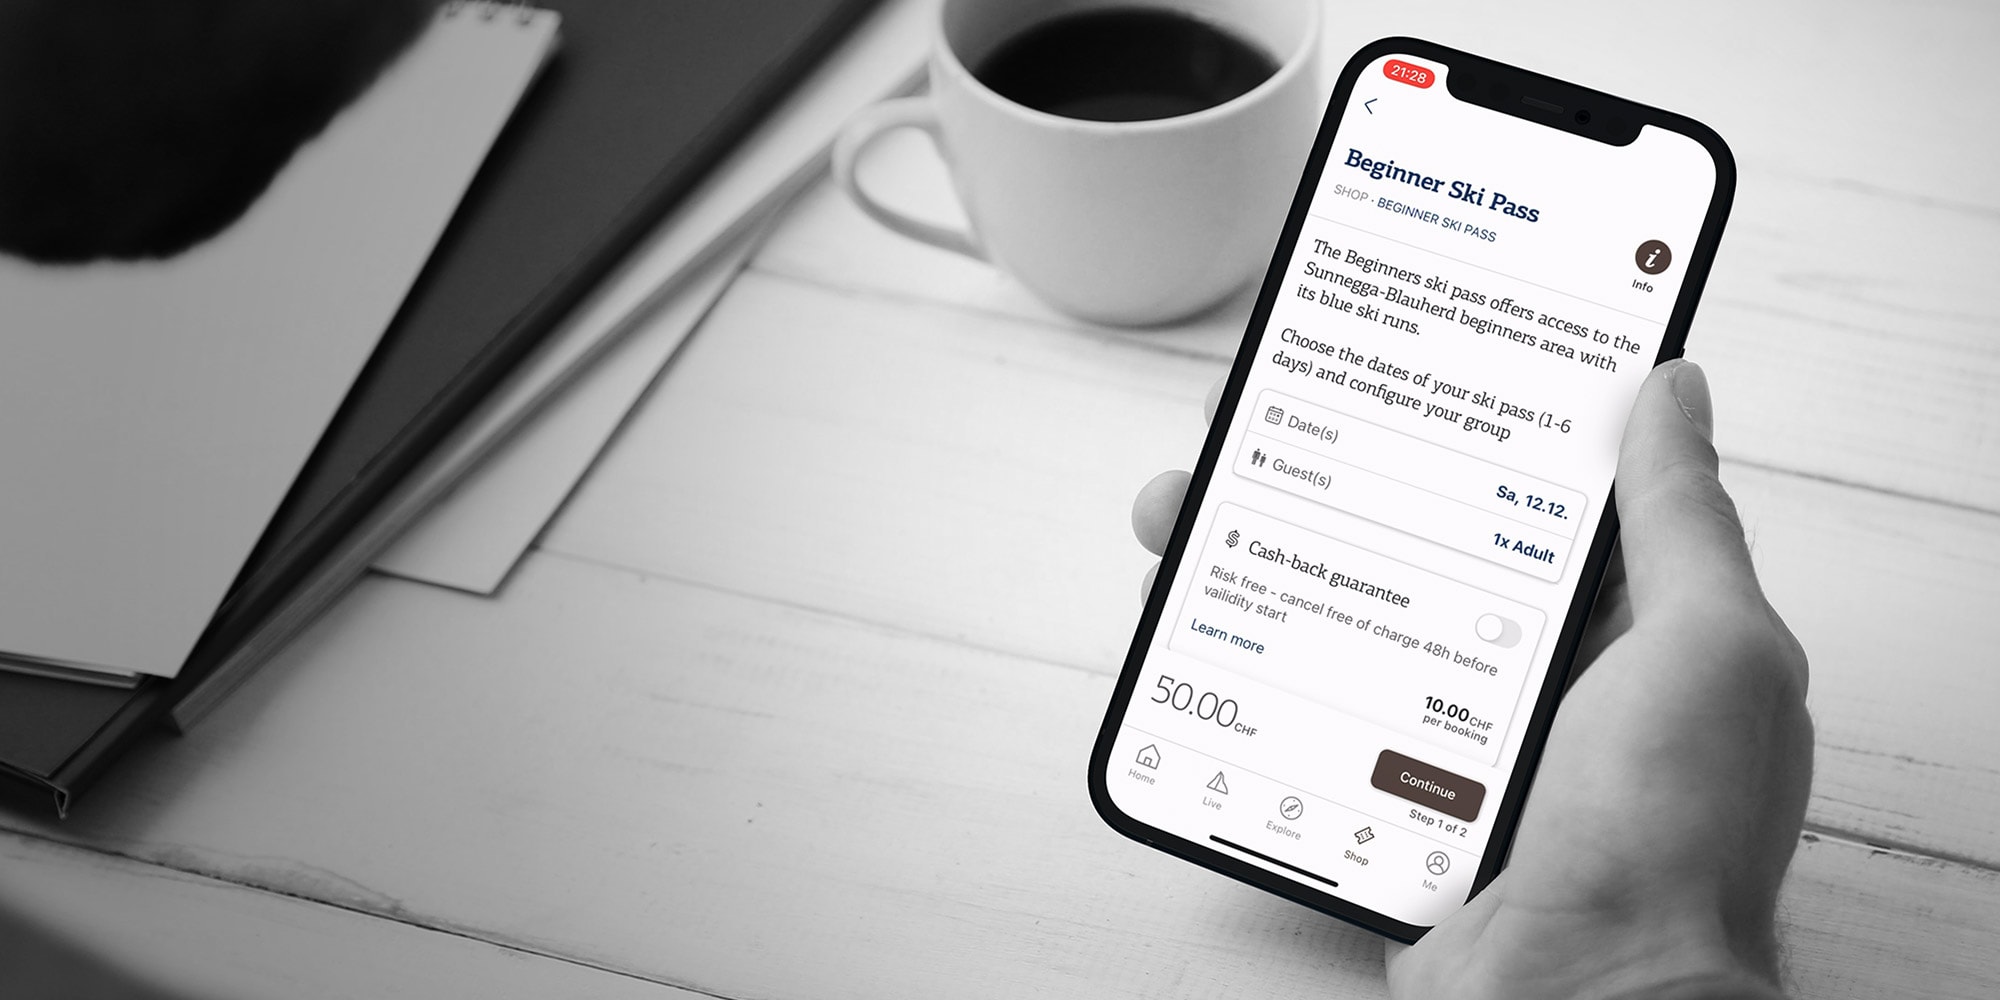 21:28
Beginner Ski Pass
SHOP · BEGINNER SKI PASS
Info
The Beginners ski pass offers access to the
Sunnegga-Blauherd beginners area with
its blue ski runs.
Choose the dates of your ski pass (1-6
days) and configure your group
Date(s)
Sa, 12.12.
Guest(s)
1x Adult
$ Cash-back guarantee
Risk free - cancel free of charge 48h before
vailidity start
Learn more
10.00CHF
per booking
50.00CHF
Continue
Step 1 of 2
Home
Live
Explore
Shop
Me